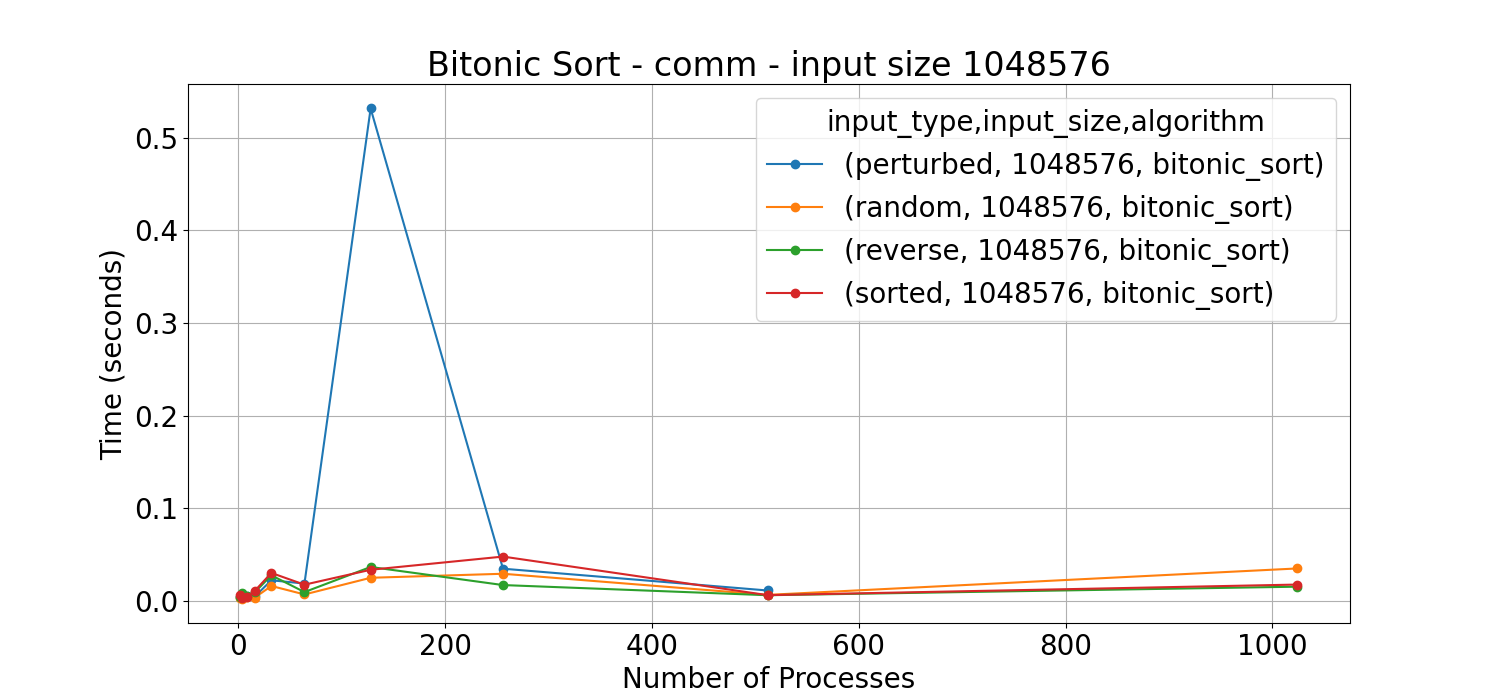 Bitonic Sort - comm - input size 1048576
input_type,input_size,algorithm
(perturbed, 1048576, bitonic_sort)
(random, 1048576, bitonic_sort)
(reverse, 1048576, bitonic_sort)
(sorted, 1048576, bitonic_sort)
Time (seconds)
0.5
0.4
0.3
0.2
0.1
0.0
0 200 400 600 800 1000
Number of Processes